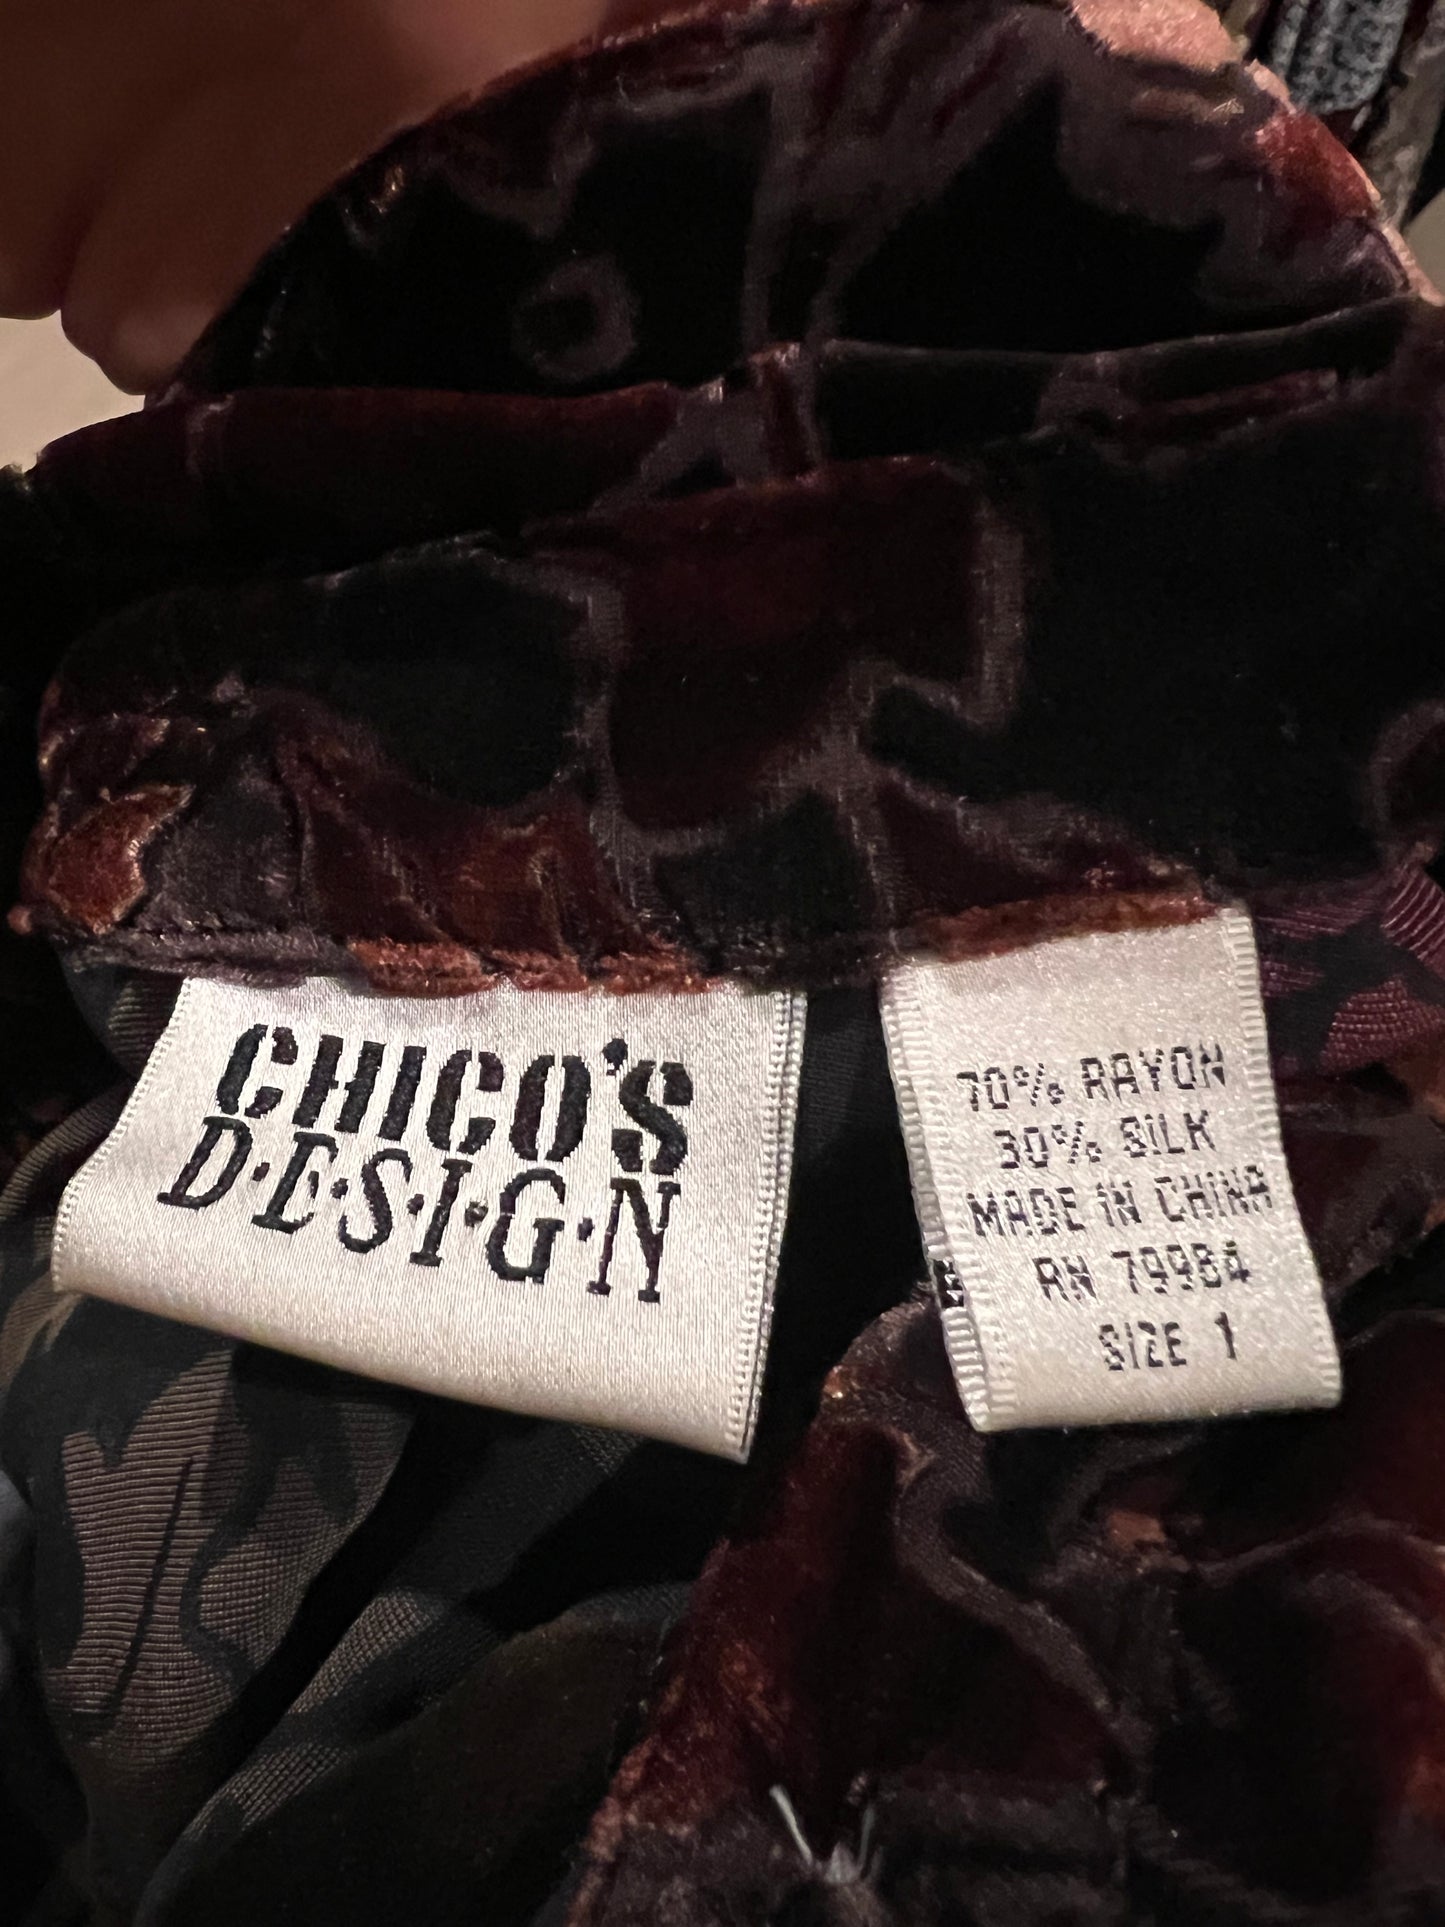 CHICO'S
D·E·S·I·G·N
70% RAYON
30% SILK
MADE IN CHINA
RN 79984
SIZE 1